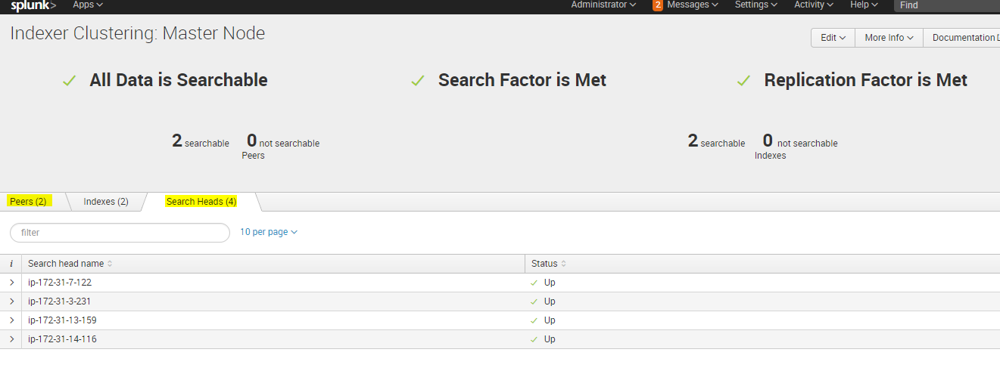 splunk> Apps Administrator 2 Messages Settings Activity Help Find
Indexer Clustering: Master Node
Edit More Info Documentation
All Data is Searchable Search Factor is Met Replication Factor is Met
2 searchable 0 not searchable 2 searchable 0 not searchable
Peers Indexes
Peers (2) Indexes (2) Search Heads (4)
filter 10 per page
i Search head name Status
> ip-172-31-7-122 Up
> ip-172-31-3-231 Up
> ip-172-31-13-159 Up
> ip-172-31-14-116 Up